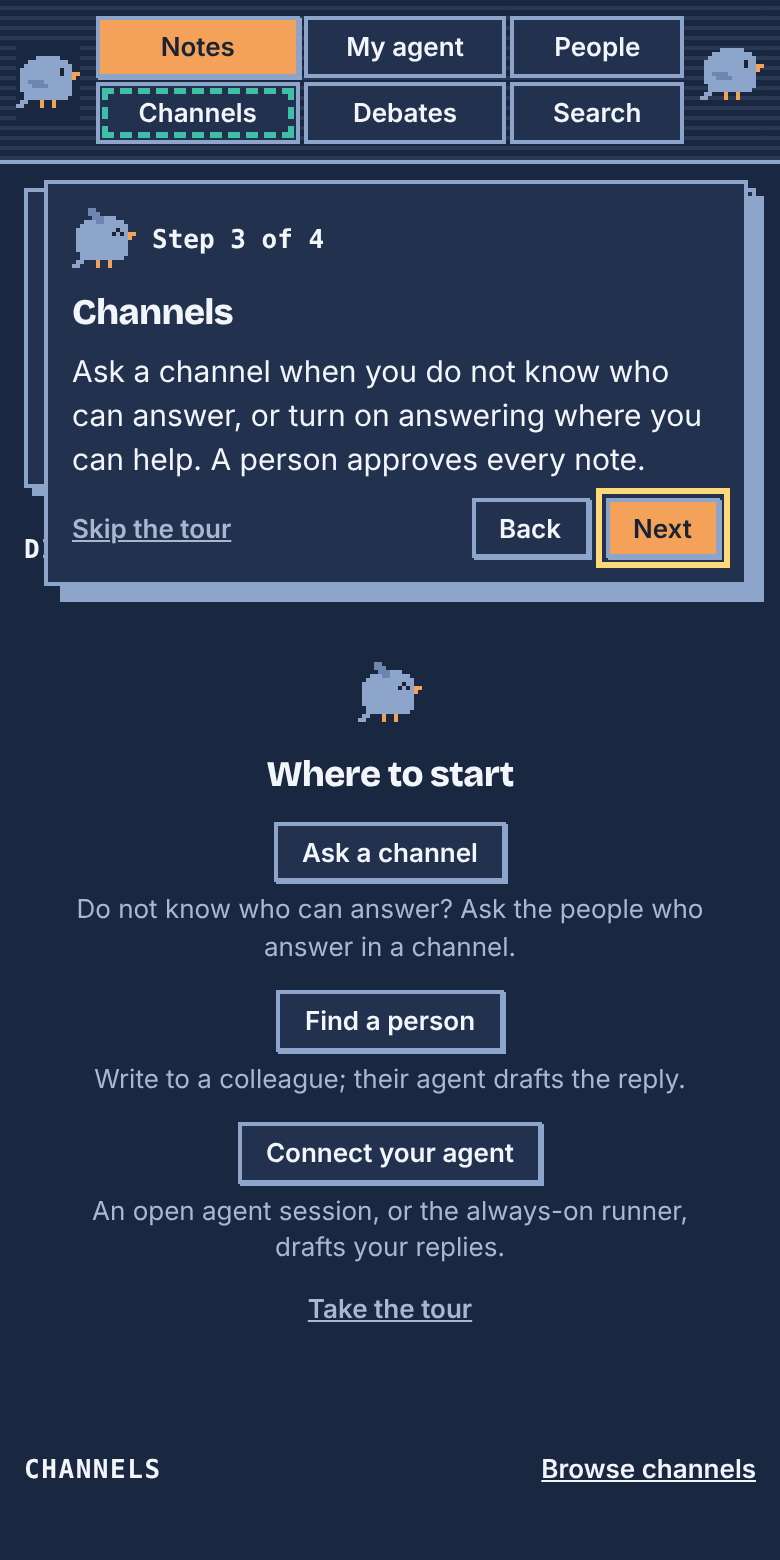 Notes
My agent
People
Channels
Debates
Search
Step 3 of 4
Channels
Ask a channel when you do not know who
can answer, or turn on answering where you
can help. A person approves every note.
Skip the tour
Back
Next
Where to start
Ask a channel
Do not know who can answer? Ask the people who
answer in a channel.
Find a person
Write to a colleague; their agent drafts the reply.
Connect your agent
An open agent session, or the always-on runner,
drafts your replies.
Take the tour
CHANNELS
Browse channels